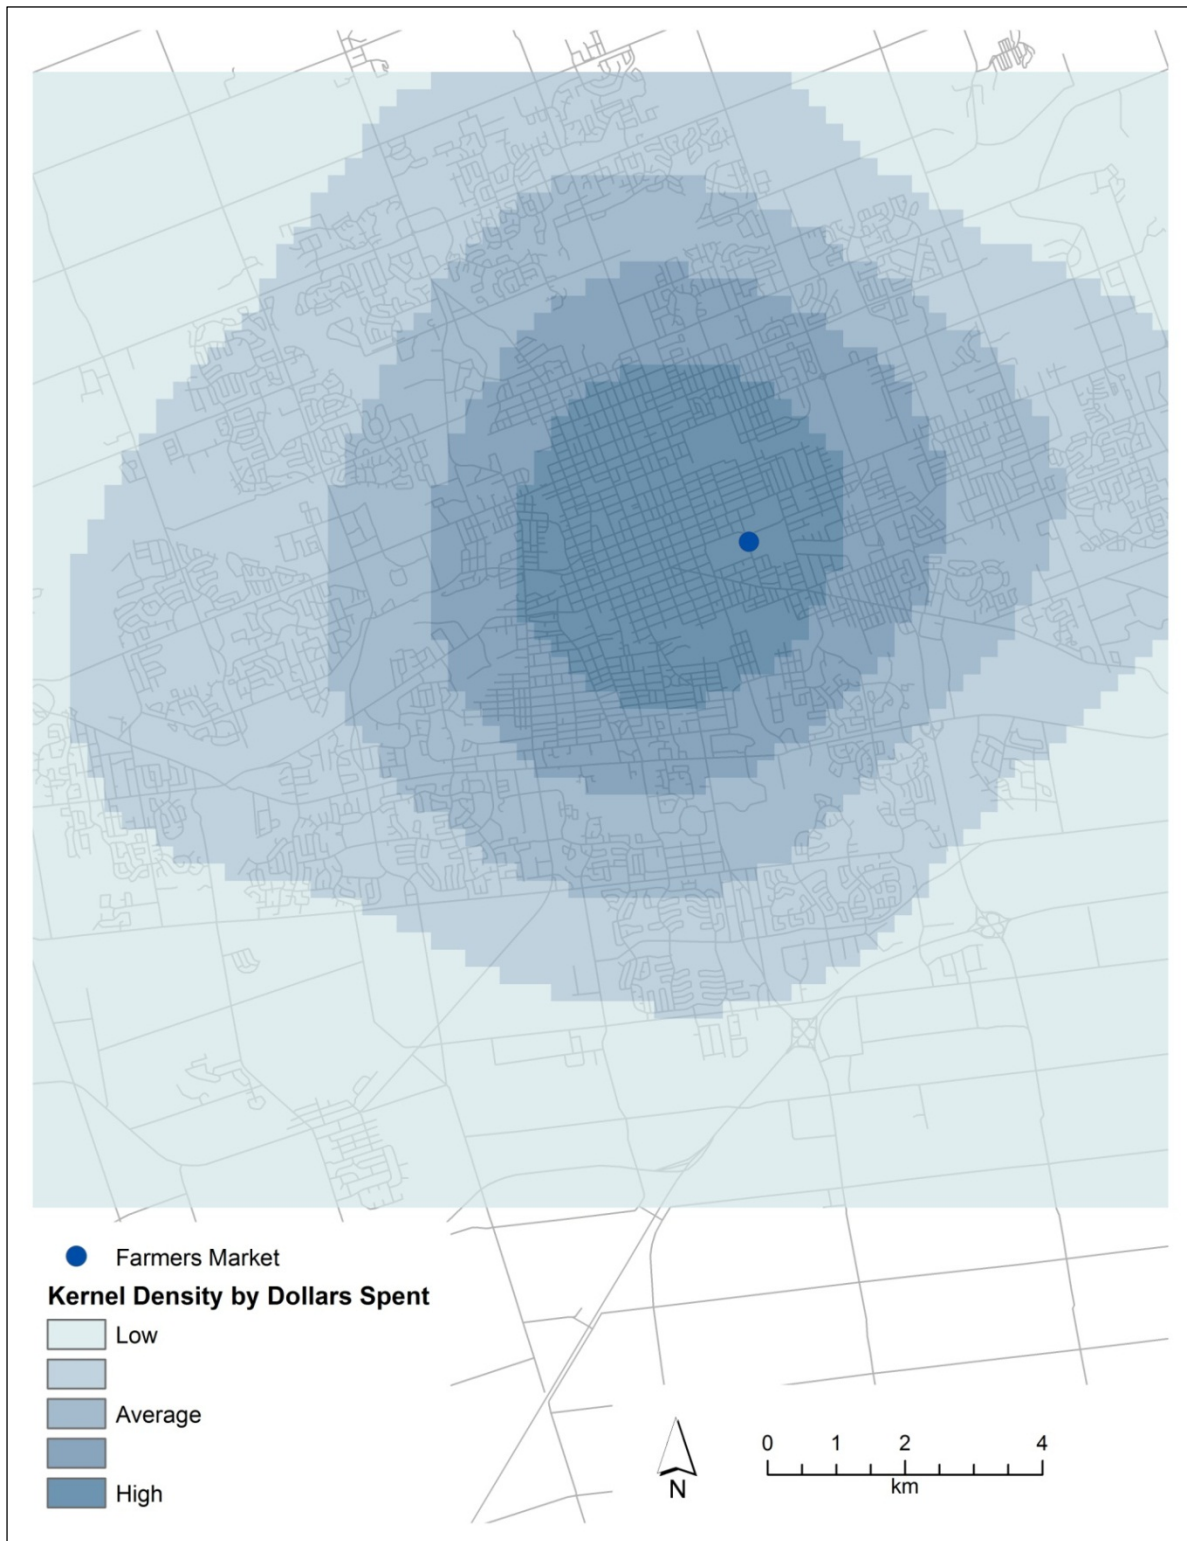 Farmers Market
Kernel Density by Dollars Spent
Low
Average
High
N
0 1 2 4
km